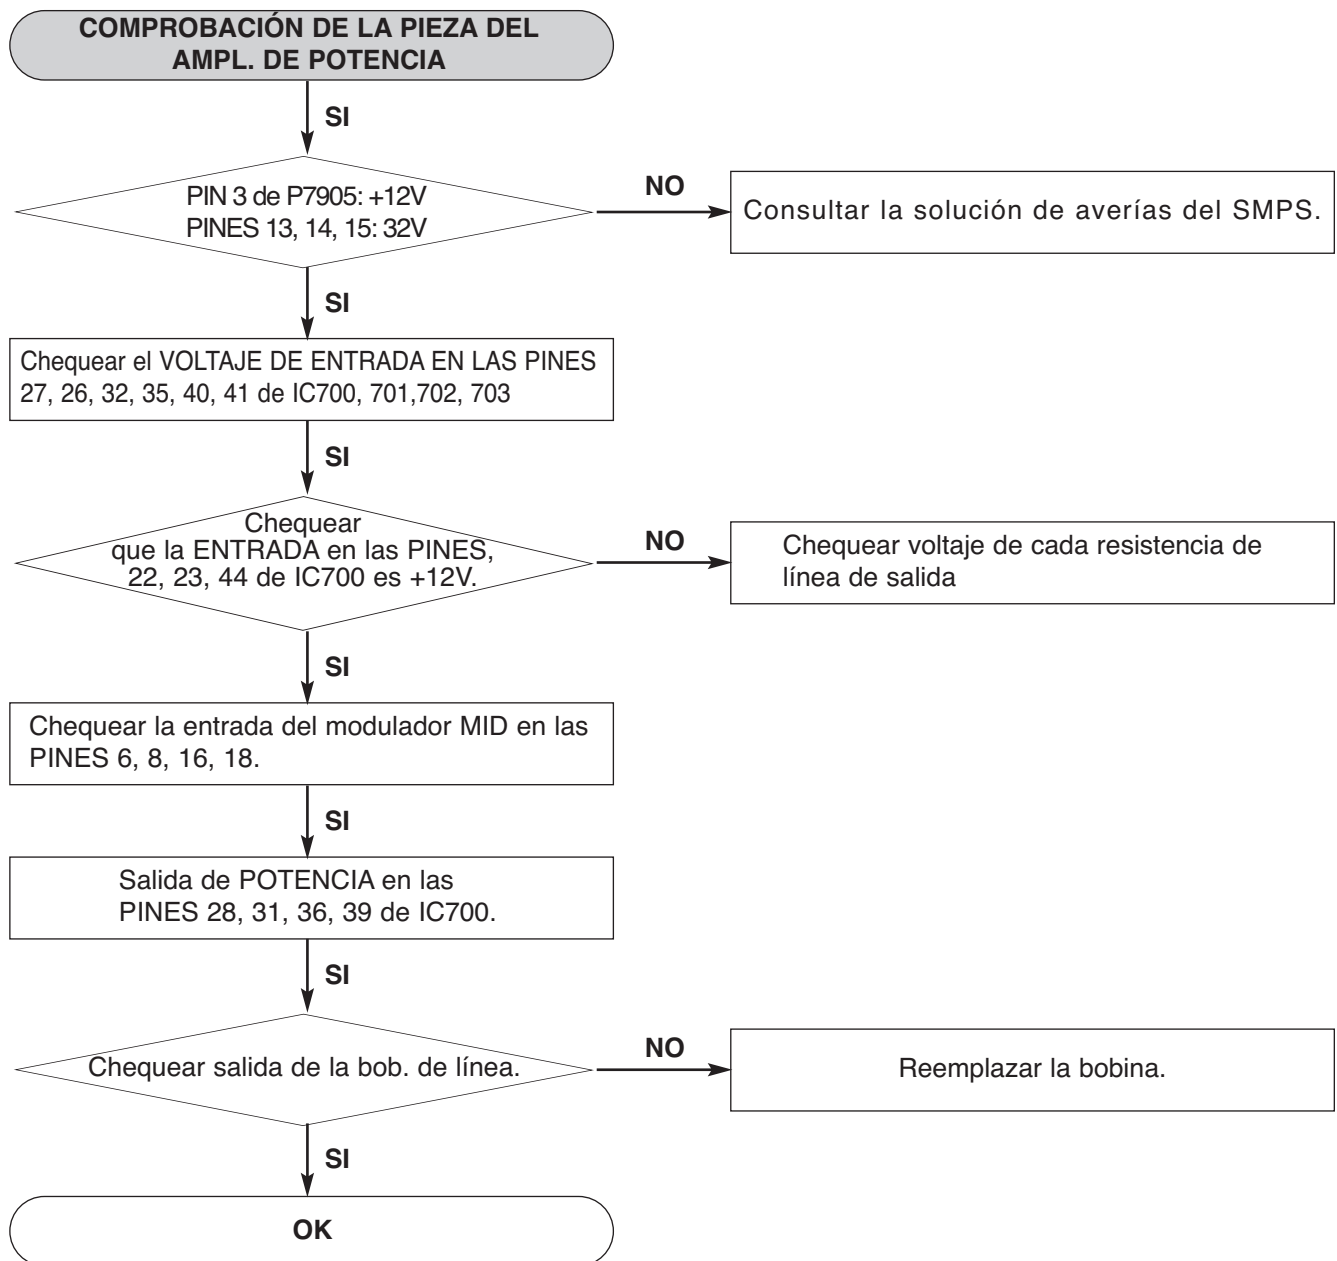 COMPROBACIÓN DE LA PIEZA DEL
AMPL. DE POTENCIA
SI
PIN 3 de P7905: +12V
PINES 13, 14, 15: 32V
NO
Consultar la solución de averías del SMPS.
SI
Chequear el VOLTAJE DE ENTRADA EN LAS PINES
27, 26, 32, 35, 40, 41 de IC700, 701,702, 703
SI
Chequear
que la ENTRADA en las PINES,
22, 23, 44 de IC700 es +12V.
NO
Chequear voltaje de cada resistencia de
línea de salida
SI
Chequear la entrada del modulador MID en las
PINES 6, 8, 16, 18.
SI
Salida de POTENCIA en las
PINES 28, 31, 36, 39 de IC700.
SI
Chequear salida de la bob. de línea.
NO
Reemplazar la bobina.
SI
OK